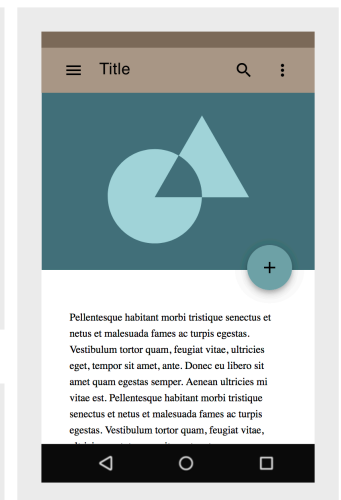 Title
Pellentesque habitant morbi tristique senectus et
netus et malesuada fames ac turpis egestas.
Vestibulum tortor quam, feugiat vitae, ultricies
eget, tempor sit amet, ante. Donec eu libero sit
amet quam egestas semper. Aenean ultricies mi
vitae est. Pellentesque habitant morbi tristique
senectus et netus et malesuada fames ac turpis
egestas. Vestibulum tortor quam, feugiat vitae,